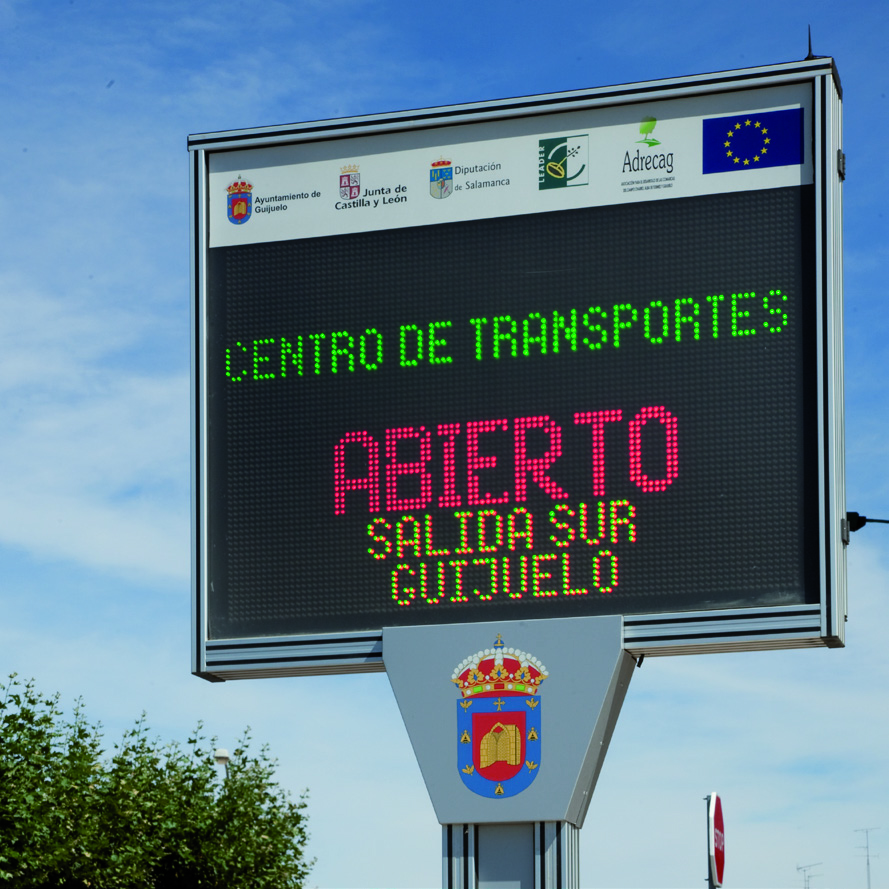 Ayuntamiento de
Guijuelo
Junta de
Castilla y León
Diputación
de Salamanca
LEADER
Adrecag
CENTRO DE TRANSPORTES
ABIERTO
SALIDA SUR
GUIJUELO
STOP